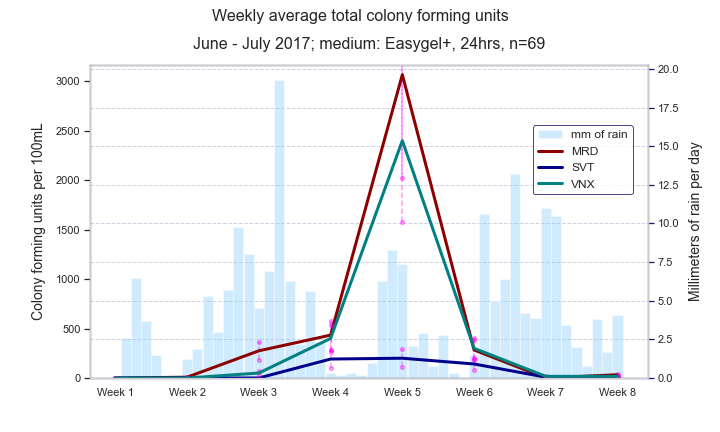 Weekly average total colony forming units
June - July 2017; medium: Easygel+, 24hrs, n=69
Colony forming units per 100mL
3000
2500
2000
1500
1000
500
0
20.0
17.5
15.0
12.5
10.0
7.5
5.0
2.5
0.0
Millimeters of rain per day
mm of rain
MRD
SVT
VNX
Week 1 Week 2 Week 3 Week 4 Week 5 Week 6 Week 7 Week 8